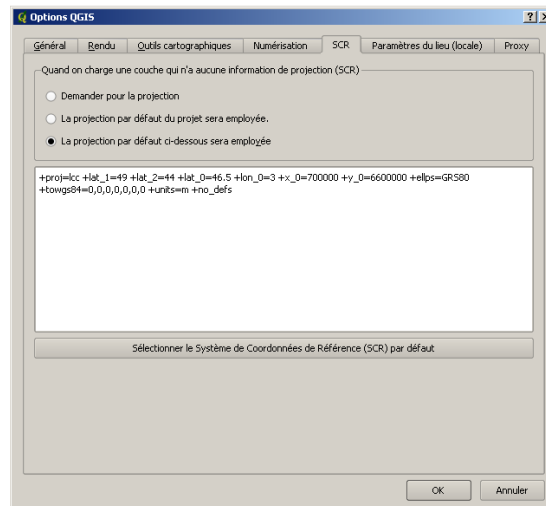 Options QGIS
Général Rendu Outils cartographiques Numérisation SCR Paramètres du lieu (locale) Proxy
Quand on charge une couche qui n'a aucune information de projection (SCR)
Demander pour la projection
La projection par défaut du projet sera employée.
La projection par défaut ci-dessous sera employée
+proj=lcc +lat_1=49 +lat_2=44 +lat_0=46.5 +lon_0=3 +x_0=700000 +y_0=6600000 +ellps=GRS80
+towgs84=0,0,0,0,0,0,0 +units=m +no_defs
Sélectionner le Système de Coordonnées de Référence (SCR) par défaut
OK Annuler